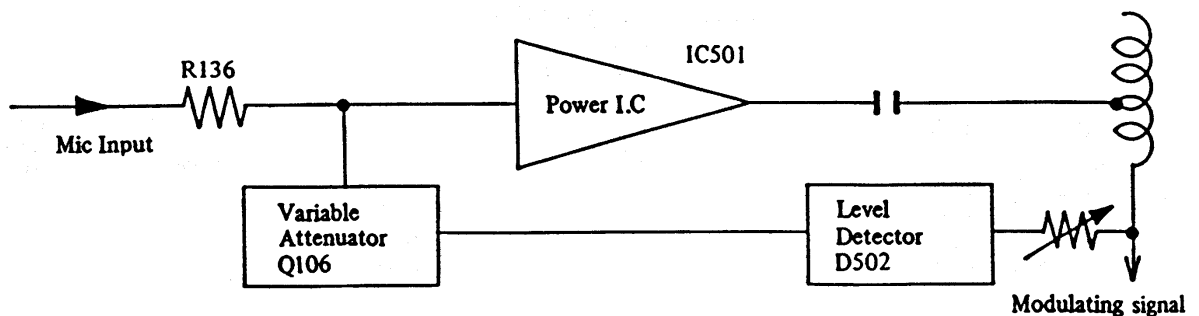 R136
IC501
Power I.C
Mic Input
Variable
Attenuator
Q106
Level
Detector
D502
Modulating signal